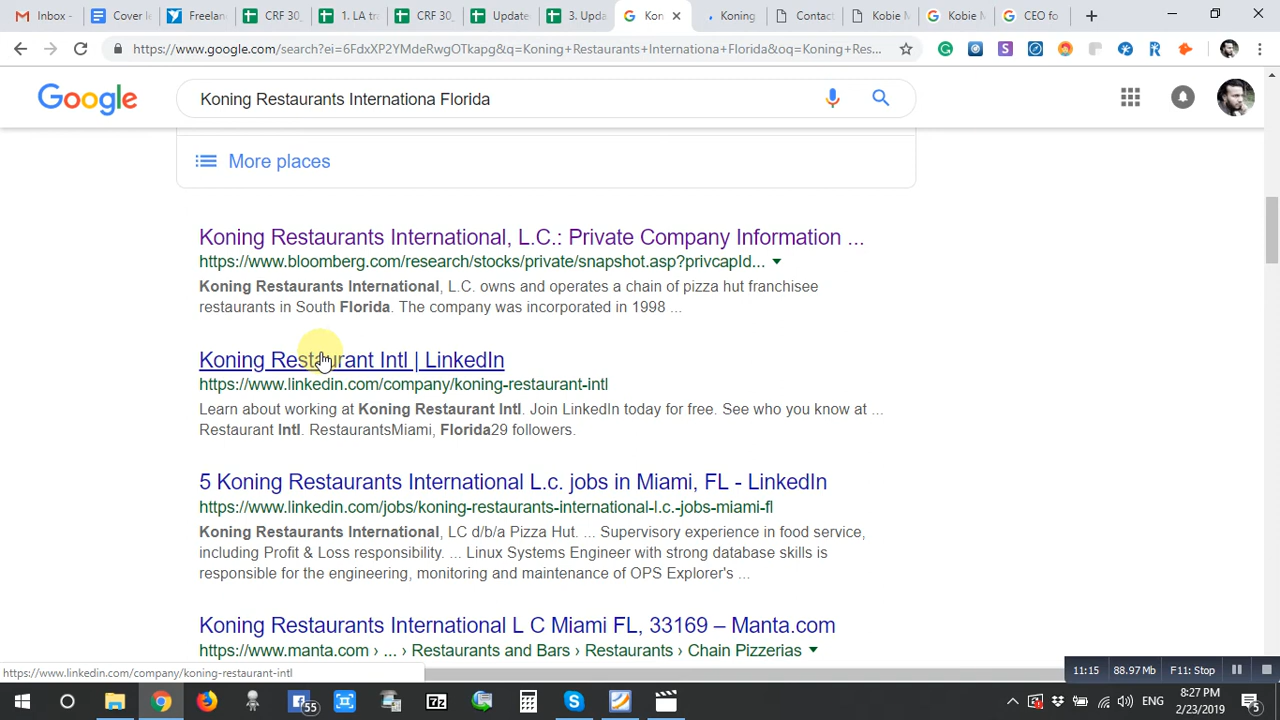 Inbox -
Cover le
Freelan
CRF 30_
1. LA tr
CRF 30_
Update
3. Upda
Kon
Koning
Contact
Kobie M
Kobie M
CEO fo
https://www.google.com/search?ei=6FdxXP2YMdeRwgOTkapg&q=Koning+Restaurants+Internationa+Florida&oq=Koning+Res...
Google
Koning Restaurants Internationa Florida
More places
Koning Restaurants International, L.C.: Private Company Information ...
https://www.bloomberg.com/research/stocks/private/snapshot.asp?privcapId...
Koning Restaurants International, L.C. owns and operates a chain of pizza hut franchisee
restaurants in South Florida. The company was incorporated in 1998 ...
Koning Restaurant Intl | LinkedIn
https://www.linkedin.com/company/koning-restaurant-intl
Learn about working at Koning Restaurant Intl. Join LinkedIn today for free. See who you know at ...
Restaurant Intl. RestaurantsMiami, Florida29 followers.
5 Koning Restaurants International L.c. jobs in Miami, FL - LinkedIn
https://www.linkedin.com/jobs/koning-restaurants-international-l.c.-jobs-miami-fl
Koning Restaurants International, LC d/b/a Pizza Hut. ... Supervisory experience in food service,
including Profit & Loss responsibility. ... Linux Systems Engineer with strong database skills is
responsible for the engineering, monitoring and maintenance of OPS Explorer's ...
Koning Restaurants International L C Miami FL, 33169 – Manta.com
https://www.manta.com › ... › Restaurants and Bars › Restaurants › Chain Pizzerias
https://www.linkedin.com/company/koning-restaurant-intl
11:15
88.97 MB
F11: Stop
55
7z
ENG
8:27 PM
2/23/2019
5